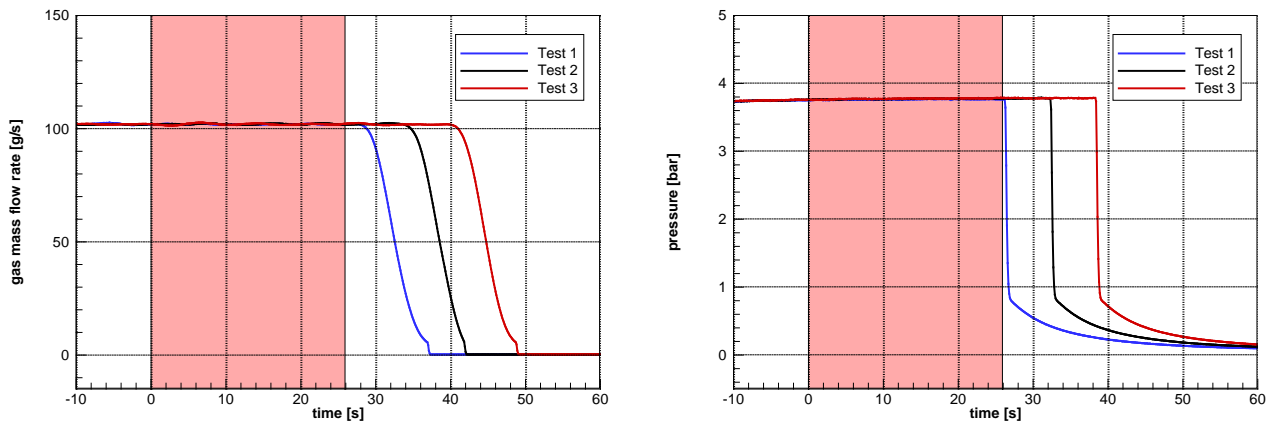 gas mass flow rate [g/s]
150
100
50
0
-10 0 10 20 30 40 50 60
time [s]
Test 1
Test 2
Test 3
pressure [bar]
5
4
3
2
1
0
-10 0 10 20 30 40 50 60
time [s]
Test 1
Test 2
Test 3